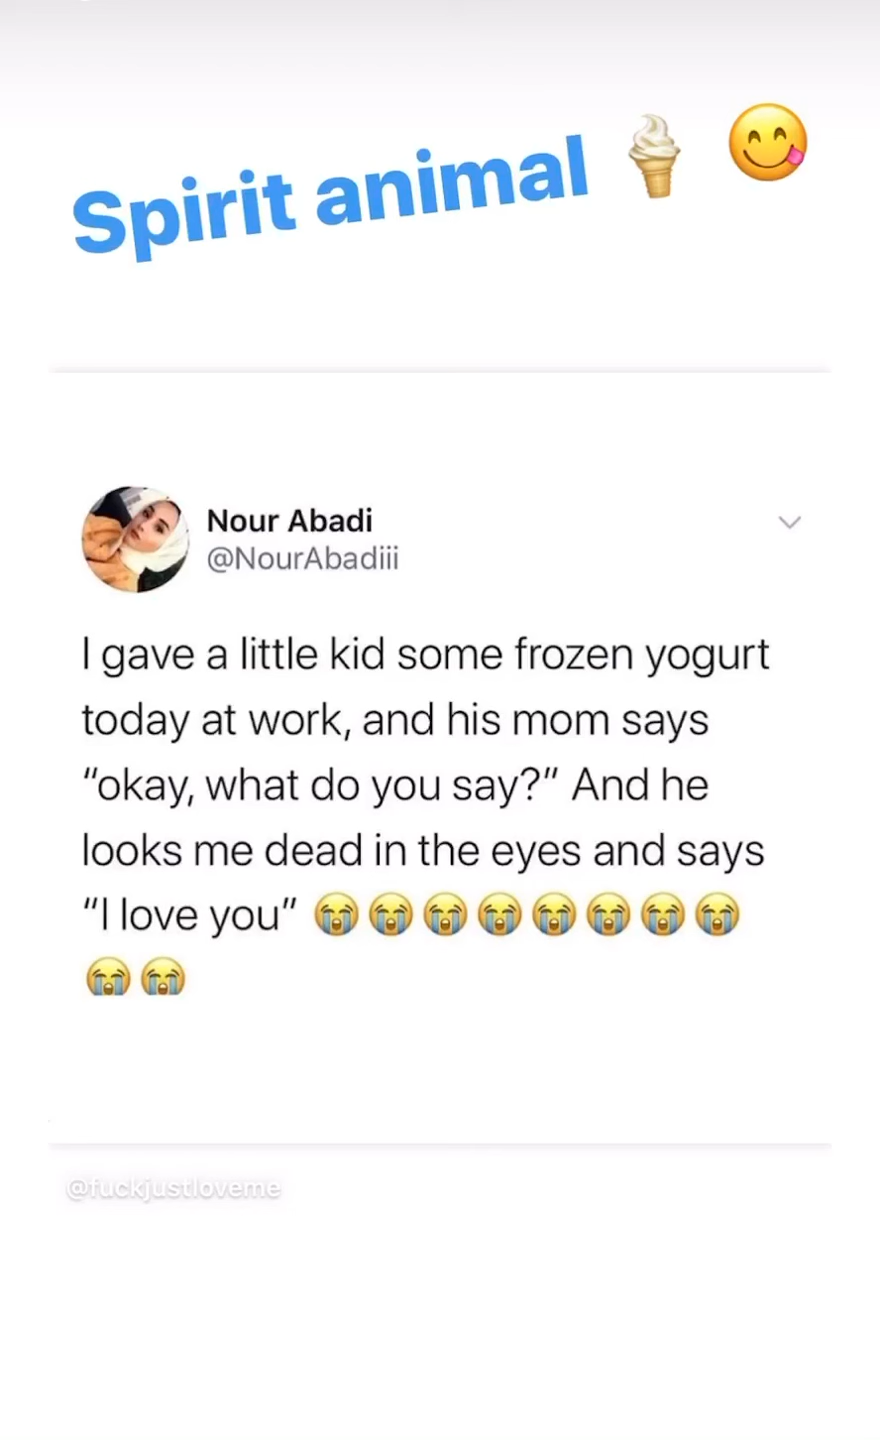 Spirit animal 🍦 😋
Nour Abadi
@NourAbadiii
I gave a little kid some frozen yogurt
today at work, and his mom says
"okay, what do you say?" And he
looks me dead in the eyes and says
"I love you" 😭😭😭😭😭😭😭😭
😭😭
@fuckjustloveme